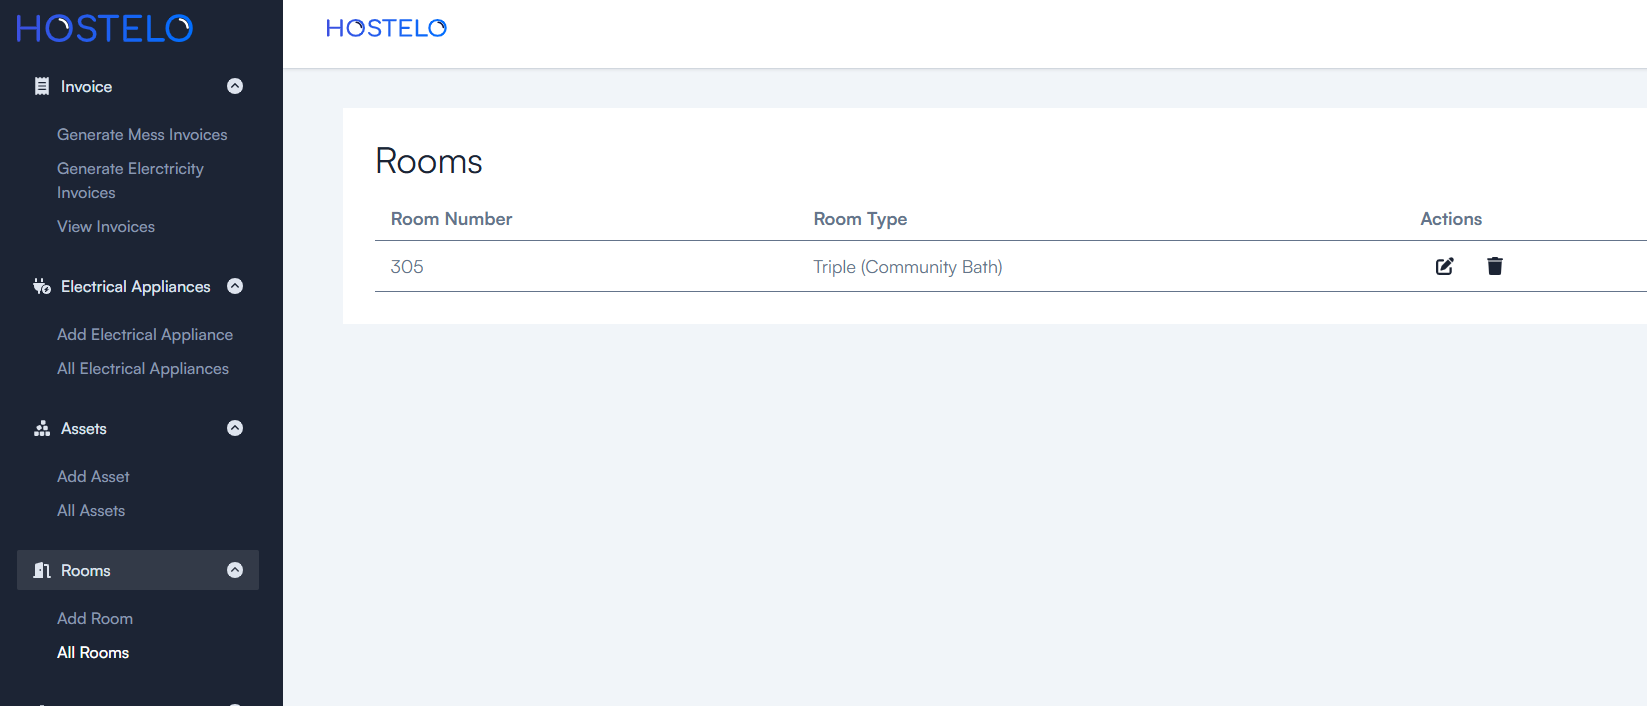 HOSTELO
Invoice
Generate Mess Invoices
Generate Elerctricity
Invoices
View Invoices
Electrical Appliances
Add Electrical Appliance
All Electrical Appliances
Assets
Add Asset
All Assets
Rooms
Add Room
All Rooms
HOSTELO
Rooms
Room Number Room Type Actions
305 Triple (Community Bath)